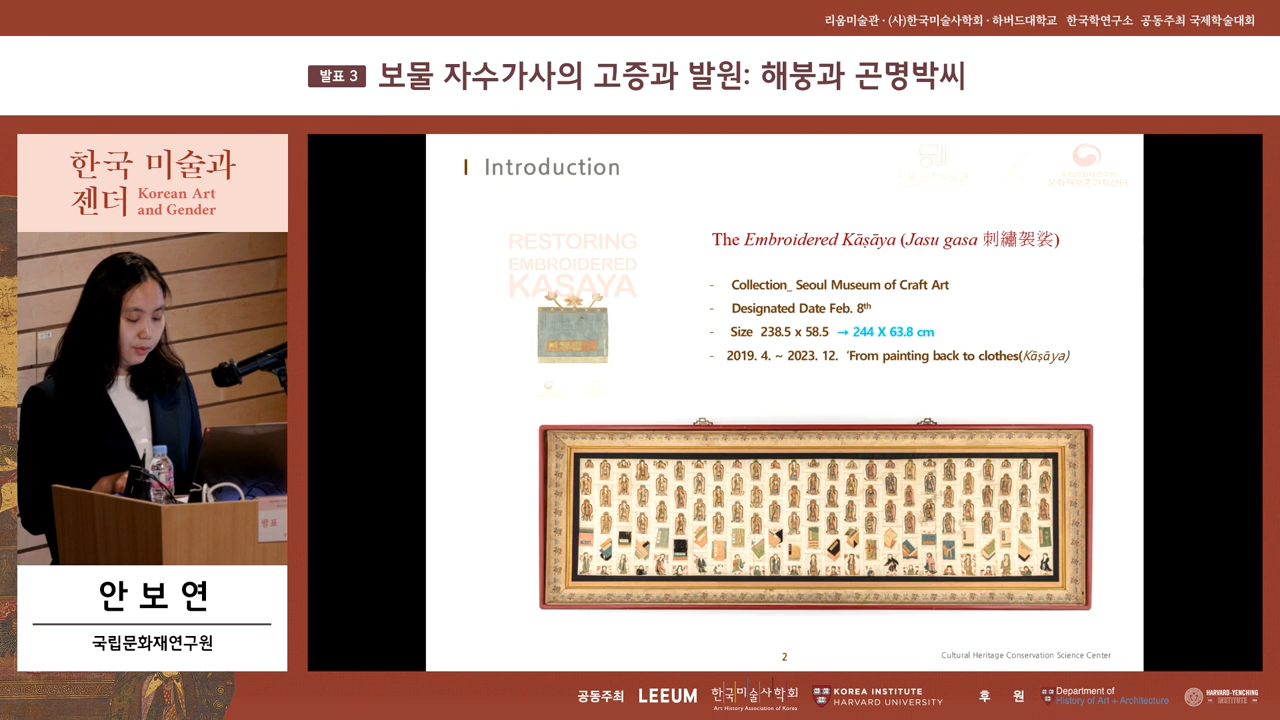 리움미술관 · (사)한국미술사학회 · 하버드대학교 한국학연구소 공동주최 국제학술대회
발표 3 보물 자수가사의 고증과 발원: 해붕과 곤명박씨
한국 미술과
젠더 Korean Art
and Gender
발표
안 보 연
국립문화재연구원
Introduction
RESTORING
EMBROIDERED
KASAYA
The Embroidered Kāṣāya (Jasu gasa 刺繡袈裟)
- Collection_ Seoul Museum of Craft Art
- Designated Date Feb. 8th
- Size 238.5 x 58.5 → 244 X 63.8 cm
- 2019. 4. ~ 2023. 12. ‘From painting back to clothes(Kāṣāya)
2
Cultural Heritage Conservation Science Center
공동주최 LEEUM 한국미술사학회 Art History Association of Korea KOREA INSTITUTE HARVARD UNIVERSITY 후 원 Department of History of Art + Architecture HARVARD-YENCHING INSTITUTE